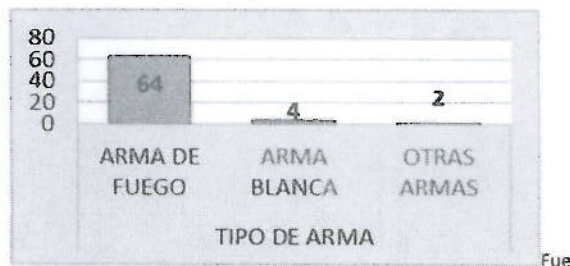 80
60
40
20
0
64
4
2
ARMA DE FUEGO
ARMA BLANCA
OTRAS ARMAS
TIPO DE ARMA
Fue